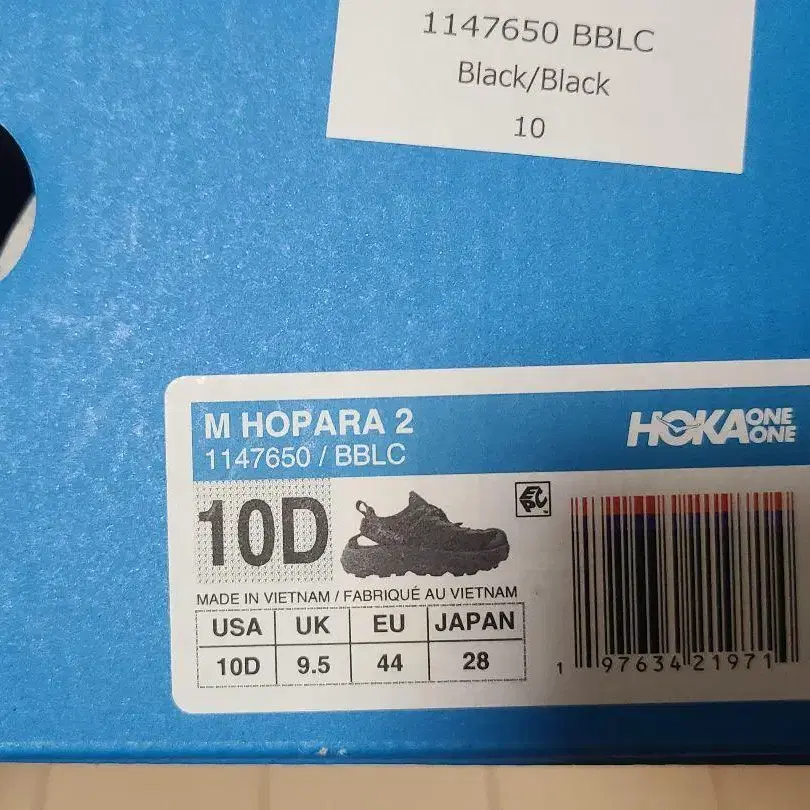 1147650 BBLC
Black/Black
10
M HOPARA 2
HOKA ONE ONE
1147650 / BBLC
10D
EPC
MADE IN VIETNAM / FABRIQUÉ AU VIETNAM
USA UK EU JAPAN
10D 9.5 44 28
1 97634 21971